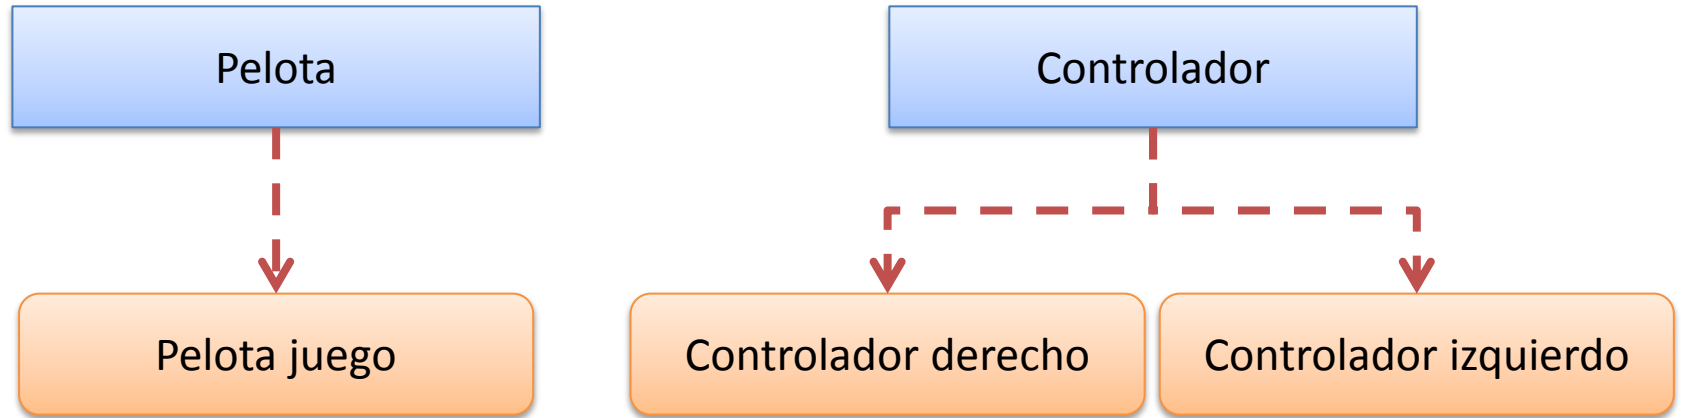 Pelota
Controlador
Pelota juego
Controlador derecho
Controlador izquierdo